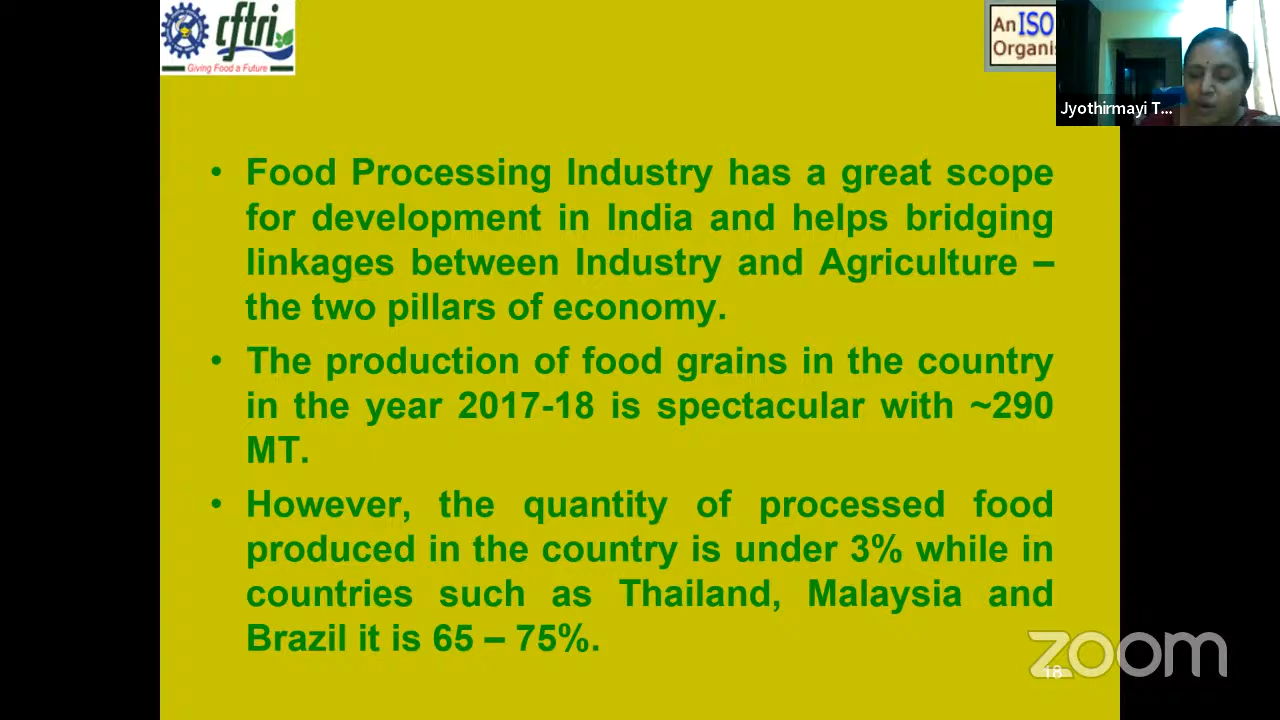 cftri
Giving Food a Future
An ISO
Organis
Jyothirmayi T...
• Food Processing Industry has a great scope
for development in India and helps bridging
linkages between Industry and Agriculture –
the two pillars of economy.
• The production of food grains in the country
in the year 2017-18 is spectacular with ~290
MT.
• However, the quantity of processed food
produced in the country is under 3% while in
countries such as Thailand, Malaysia and
Brazil it is 65 – 75%.
zoom
18